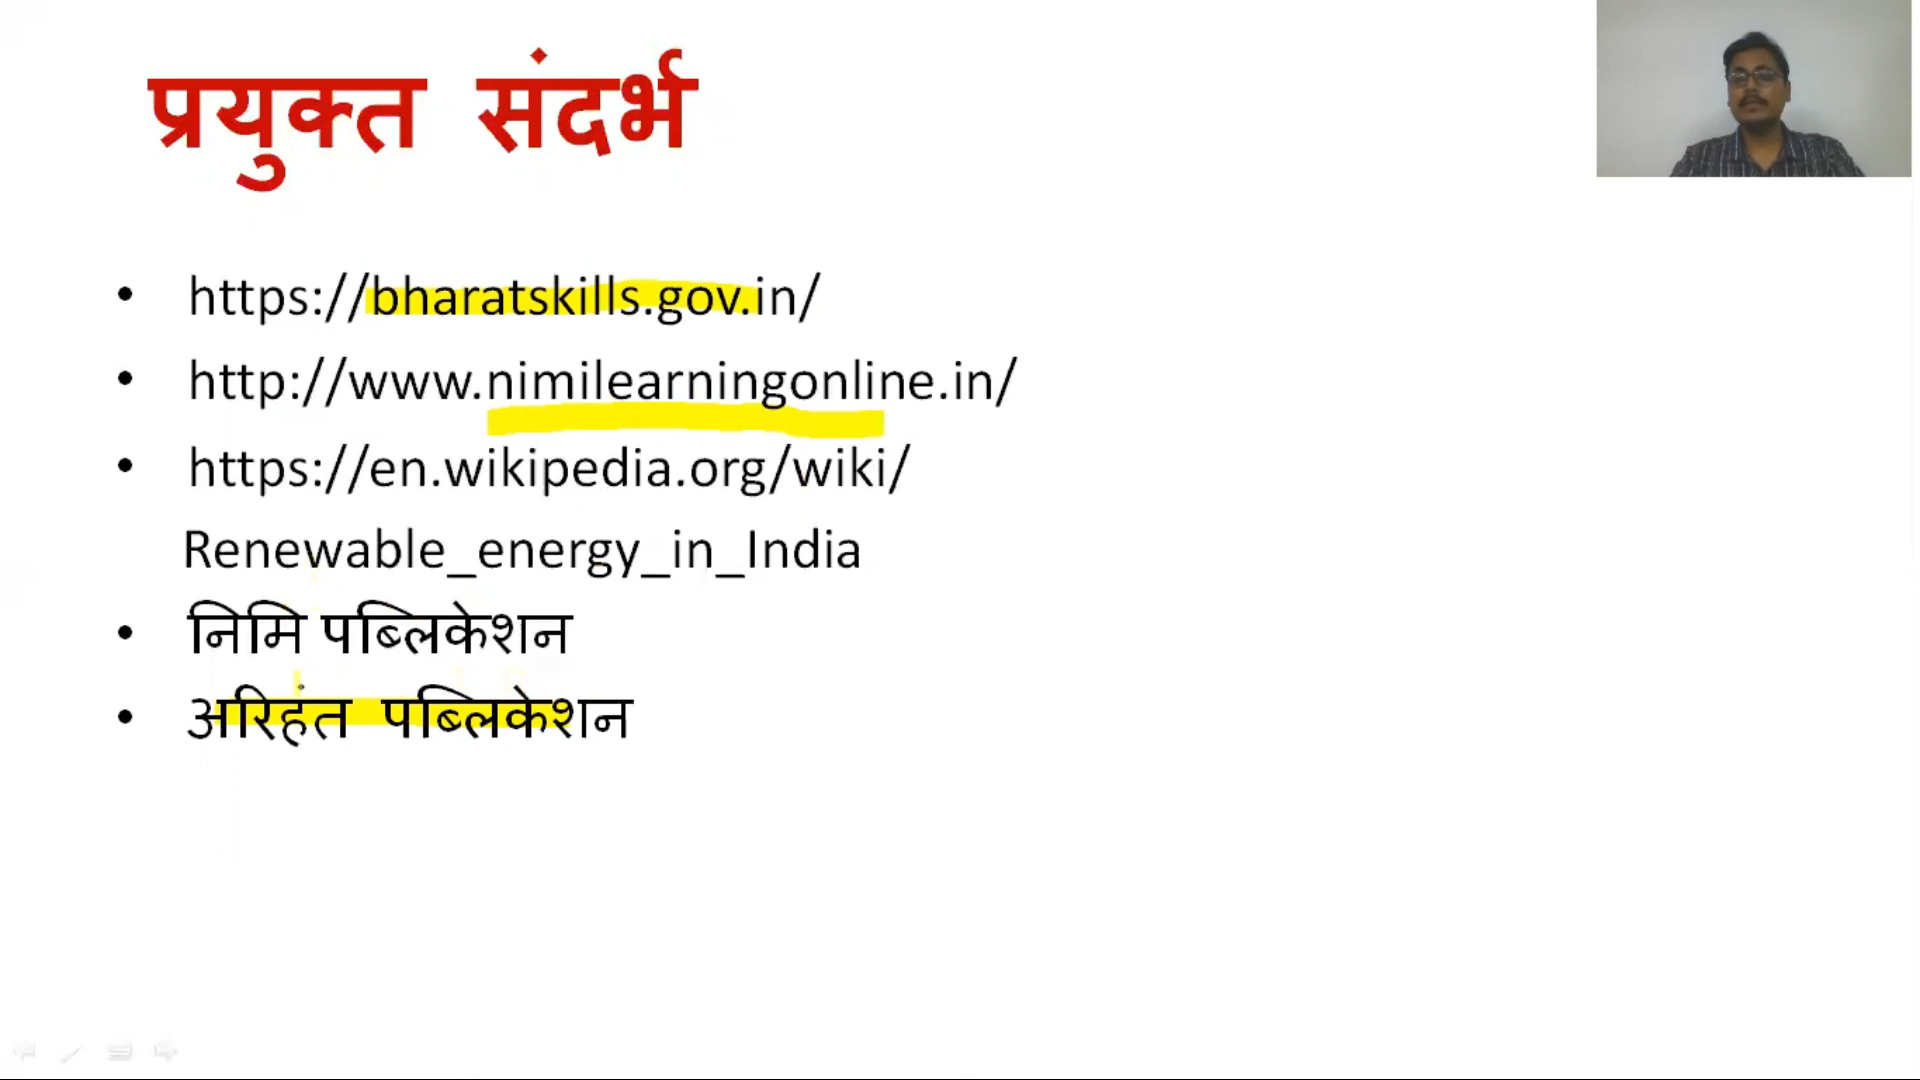 प्रयुक्त संदर्भ
• https://bharatskills.gov.in/
• http://www.nimilearningonline.in/
• https://en.wikipedia.org/wiki/
Renewable_energy_in_India
• निमि पब्लिकेशन
• अरिहंत पब्लिकेशन